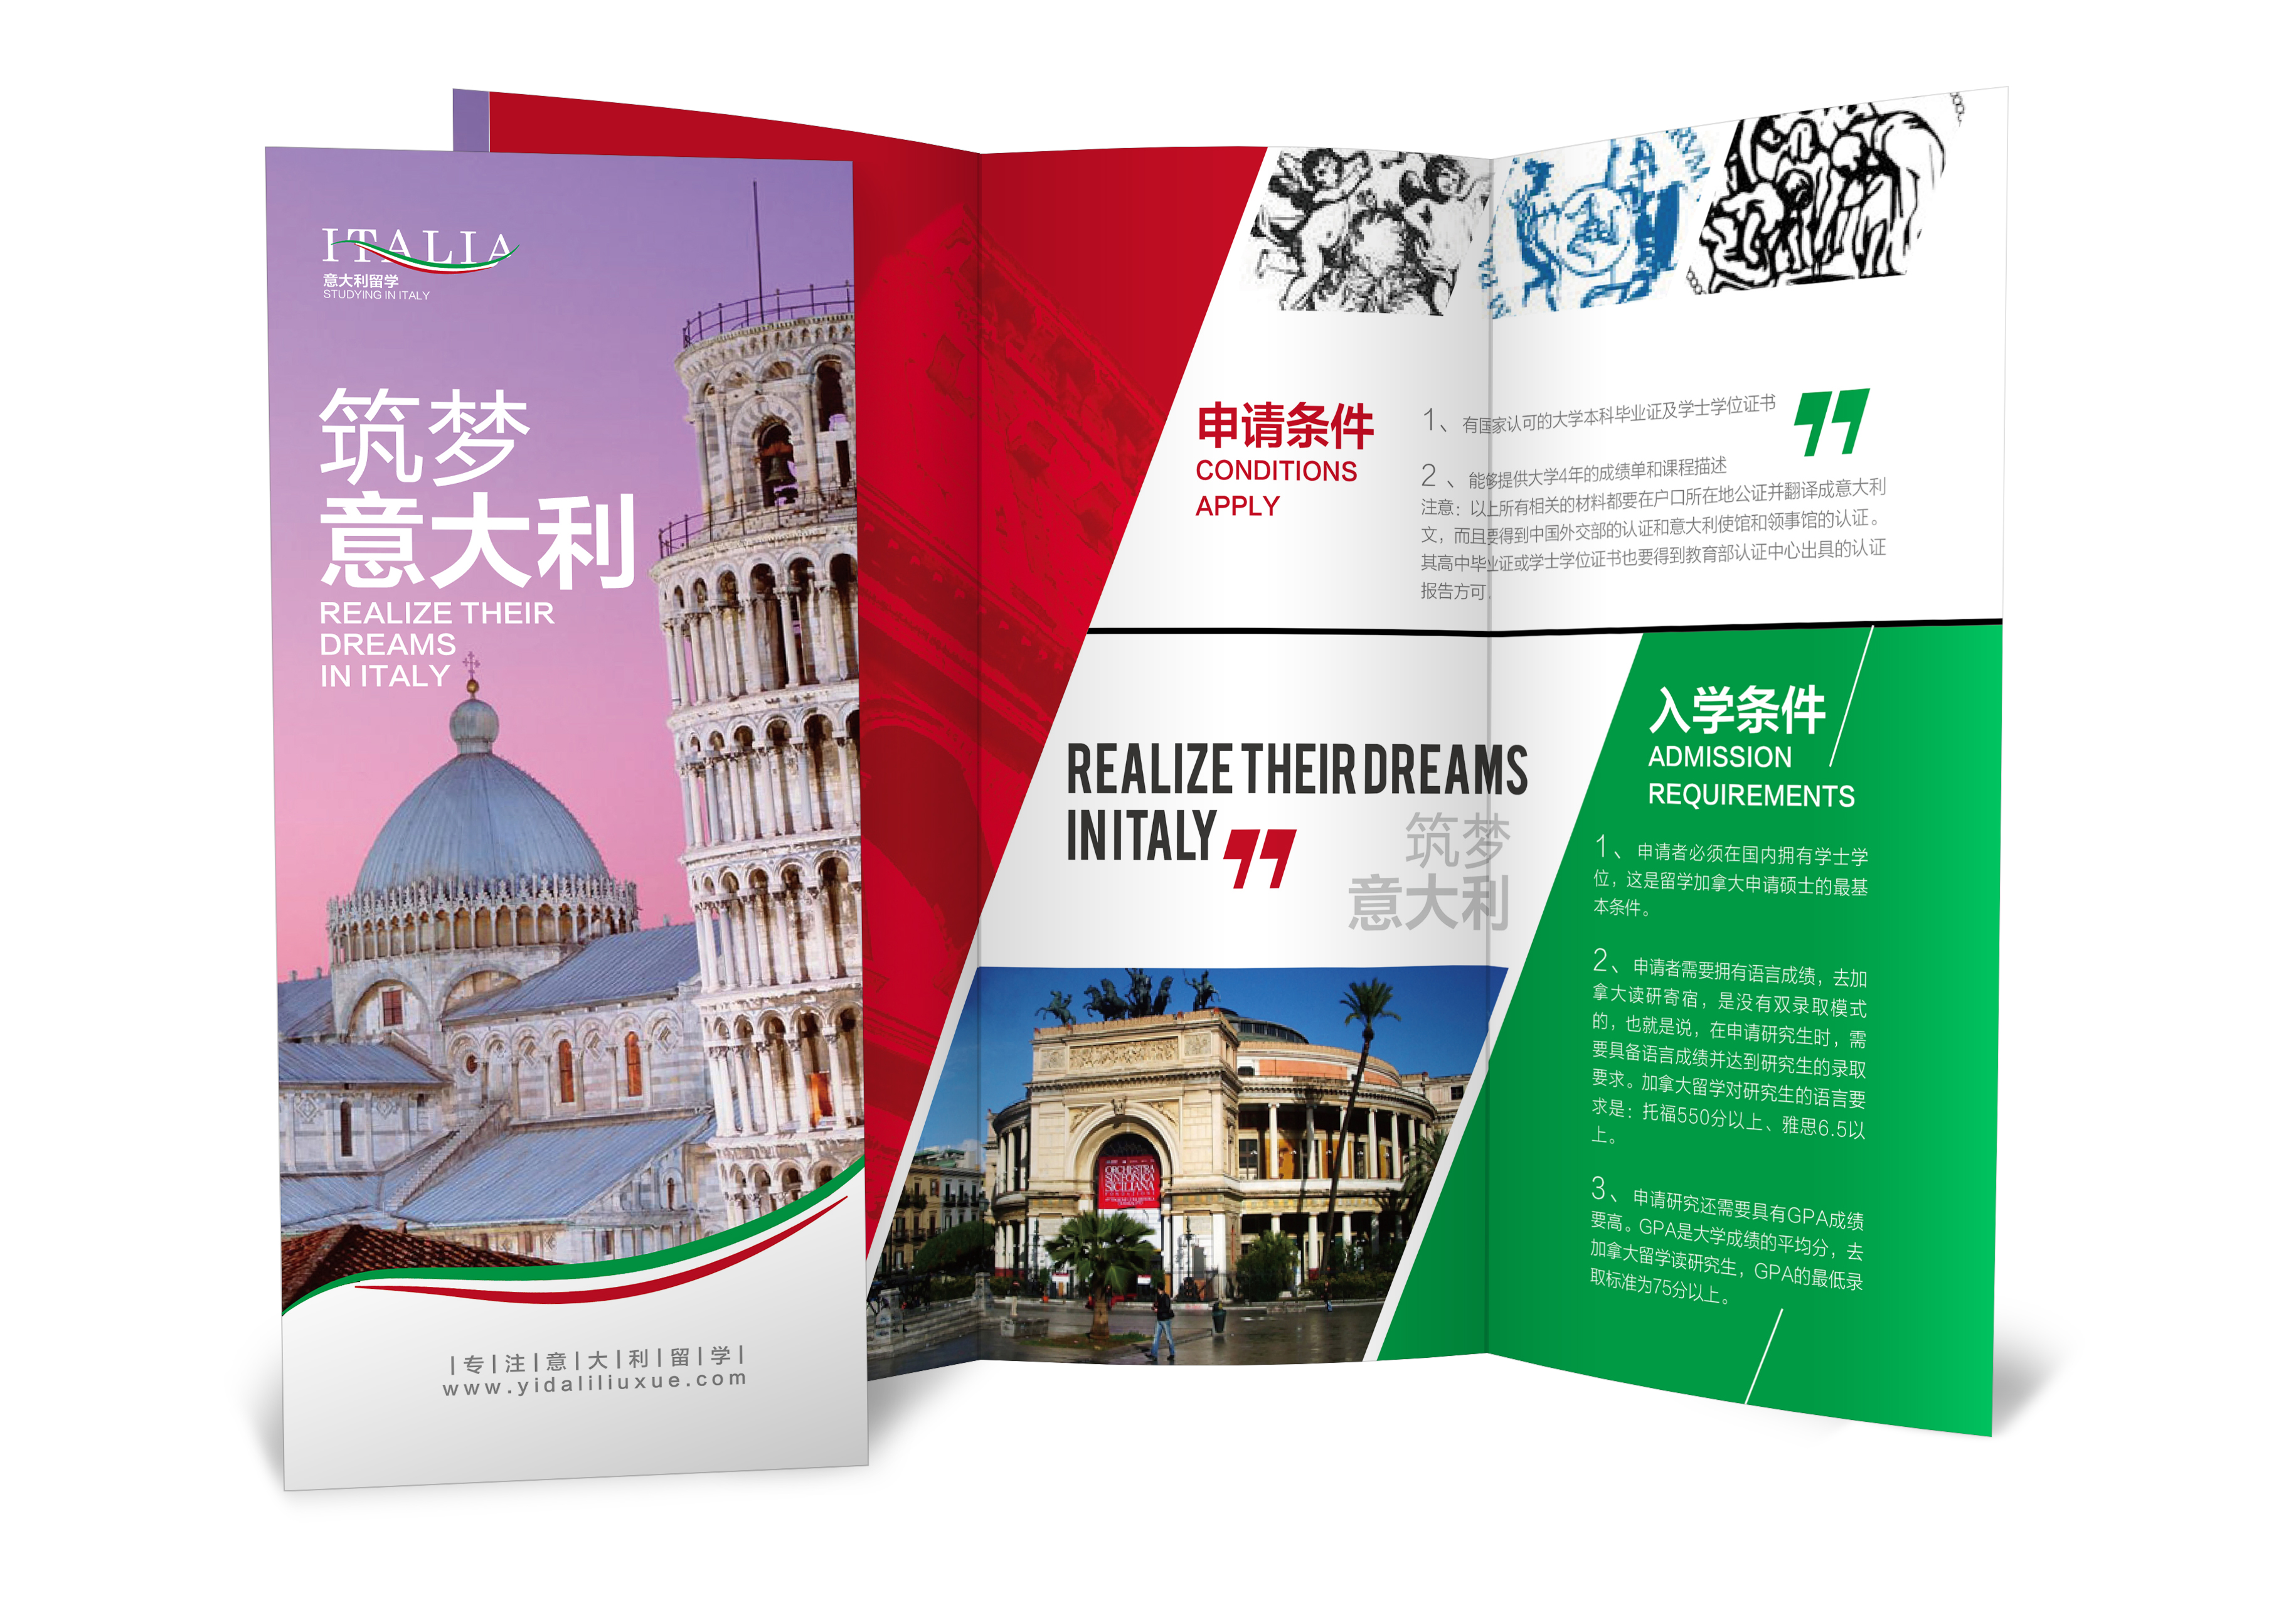 ITALIA
意大利留学
STUDYING IN ITALY
筑梦
意大利
REALIZE THEIR
DREAMS
IN ITALY
|专|注|意|大|利|留|学|
www.yidaliliuxue.com
申请条件
CONDITIONS
APPLY
1、有国家认可的大学本科毕业证及学士学位证书
2、能够提供大学4年的成绩单和课程描述
注意：以上所有相关的材料都要在户口所在地公证并翻译成意大利
文，而且要得到中国外交部的认证和意大利使馆和领事馆的认证。
其高中毕业证或学士学位证书也要得到教育部认证中心出具的认证
报告方可.
REALIZE THEIR DREAMS
IN ITALY
筑梦
意大利
ORCHESTRA
SINFONICA
SICILIANA
入学条件
ADMISSION
REQUIREMENTS
1、申请者必须在国内拥有学士学
位，这是留学加拿大申请硕士的最基
本条件。
2、申请者需要拥有语言成绩，去加
拿大读研寄宿，是没有双录取模式
的，也就是说，在申请研究生时，需
要具备语言成绩并达到研究生的录取
要求。加拿大留学对研究生的语言要
求是：托福550分以上、雅思6.5以
上。
3、申请研究还需要具有GPA成绩
要高。GPA是大学成绩的平均分，去
加拿大留学读研究生，GPA的最低录
取标准为75分以上。